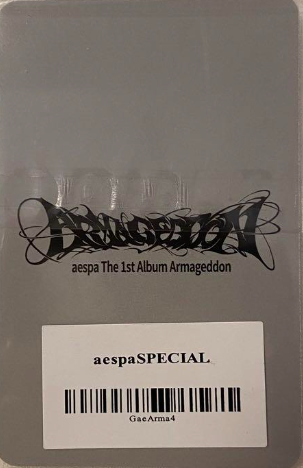 ARMAGEDDON
aespa The 1st Album Armageddon
aespaSPECIAL
GaeArma4